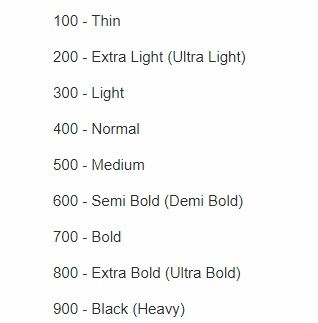 100 - Thin
200 - Extra Light (Ultra Light)
300 - Light
400 - Normal
500 - Medium
600 - Semi Bold (Demi Bold)
700 - Bold
800 - Extra Bold (Ultra Bold)
900 - Black (Heavy)